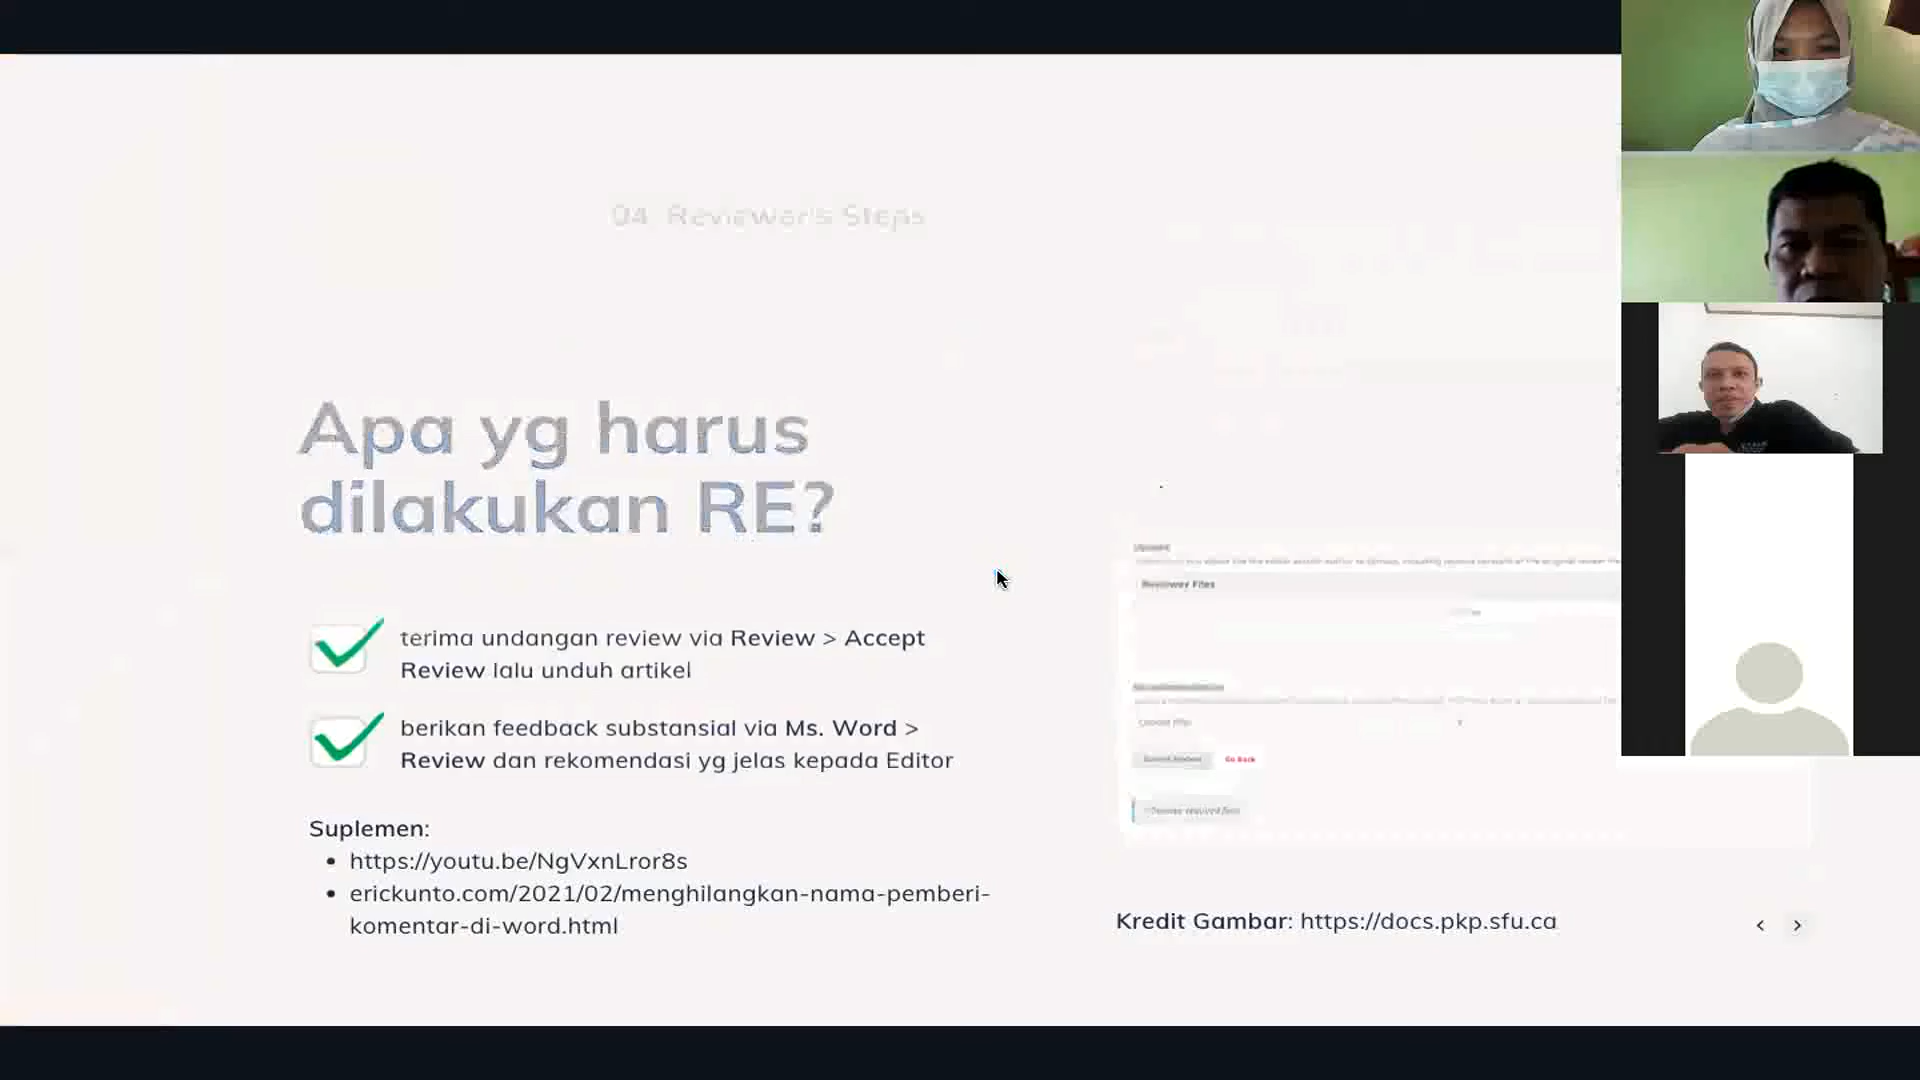 04 Reviewer's Steps
Apa yg harus
dilakukan RE?
terima undangan review via Review > Accept
Review lalu unduh artikel
berikan feedback substansial via Ms. Word >
Review dan rekomendasi yg jelas kepada Editor
Suplemen:
https://youtu.be/NgVxnLror8s
erickunto.com/2021/02/menghilangkan-nama-pemberi-
komentar-di-word.html
Upload
Reviewer Files
Recommendation
Go Back
Kredit Gambar: https://docs.pkp.sfu.ca